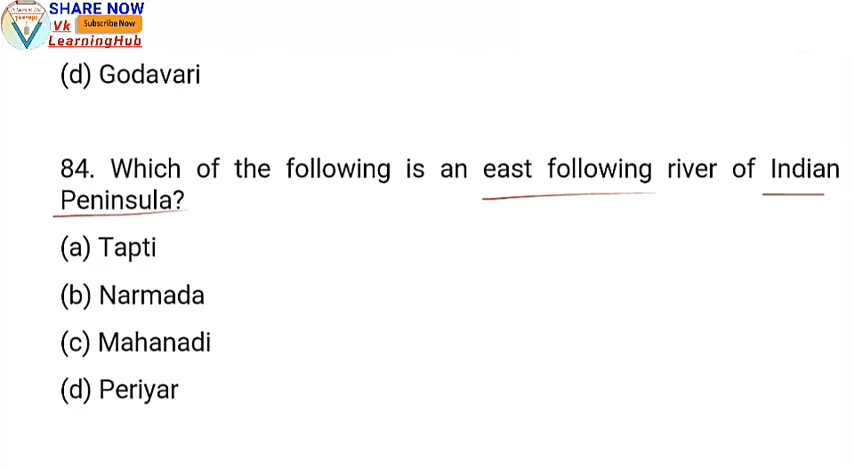 SHARE NOW
Vk Subscribe Now
LearningHub
(d) Godavari
84. Which of the following is an east following river of Indian
Peninsula?
(a) Tapti
(b) Narmada
(c) Mahanadi
(d) Periyar